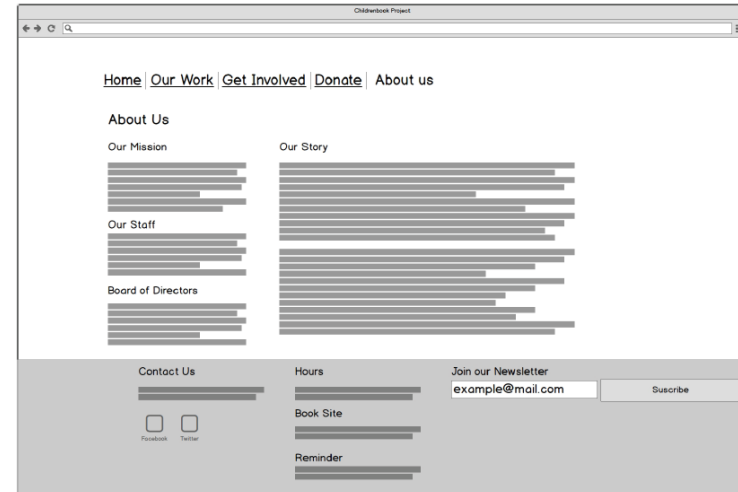 Childrenbook Project
Home Our Work Get Involved Donate About us
About Us
Our Mission
Our Staff
Board of Directors
Our Story
Contact Us
Facebook Twitter
Hours
Book Site
Reminder
Join our Newsletter
example@mail.com Suscribe